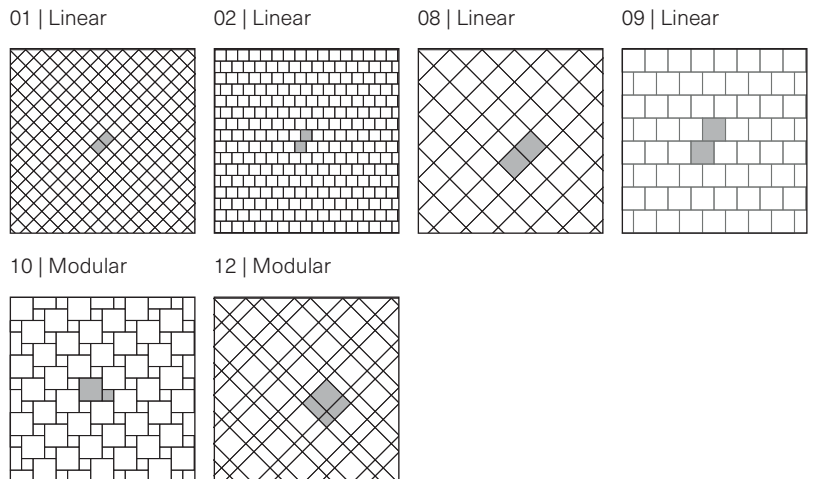 01 | Linear
02 | Linear
08 | Linear
09 | Linear
10 | Modular
12 | Modular